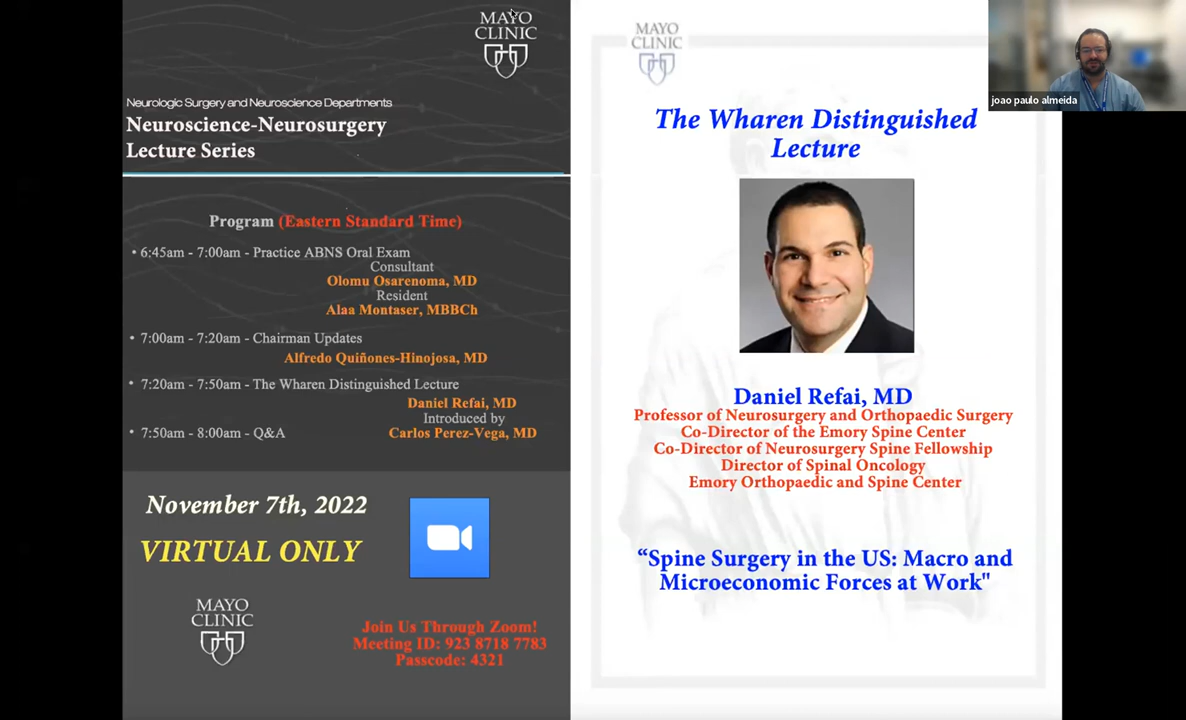 MAYO
CLINIC
Neurologic Surgery and Neuroscience Departments
Neuroscience-Neurosurgery
Lecture Series
Program (Eastern Standard Time)
• 6:45am - 7:00am - Practice ABNS Oral Exam
Consultant
Olomu Osarenoma, MD
Resident
Alaa Montaser, MBBCh
• 7:00am - 7:20am - Chairman Updates
Alfredo Quiñones-Hinojosa, MD
• 7:20am - 7:50am - The Wharen Distinguished Lecture
Daniel Refai, MD
Introduced by
• 7:50am - 8:00am - Q&A Carlos Perez-Vega, MD
November 7th, 2022
VIRTUAL ONLY
MAYO
CLINIC
Join Us Through Zoom!
Meeting ID: 923 8718 7783
Passcode: 4321
MAYO
CLINIC
The Wharen Distinguished
Lecture
Daniel Refai, MD
Professor of Neurosurgery and Orthopaedic Surgery
Co-Director of the Emory Spine Center
Co-Director of Neurosurgery Spine Fellowship
Director of Spinal Oncology
Emory Orthopaedic and Spine Center
“Spine Surgery in the US: Macro and
Microeconomic Forces at Work"
joao paulo almeida